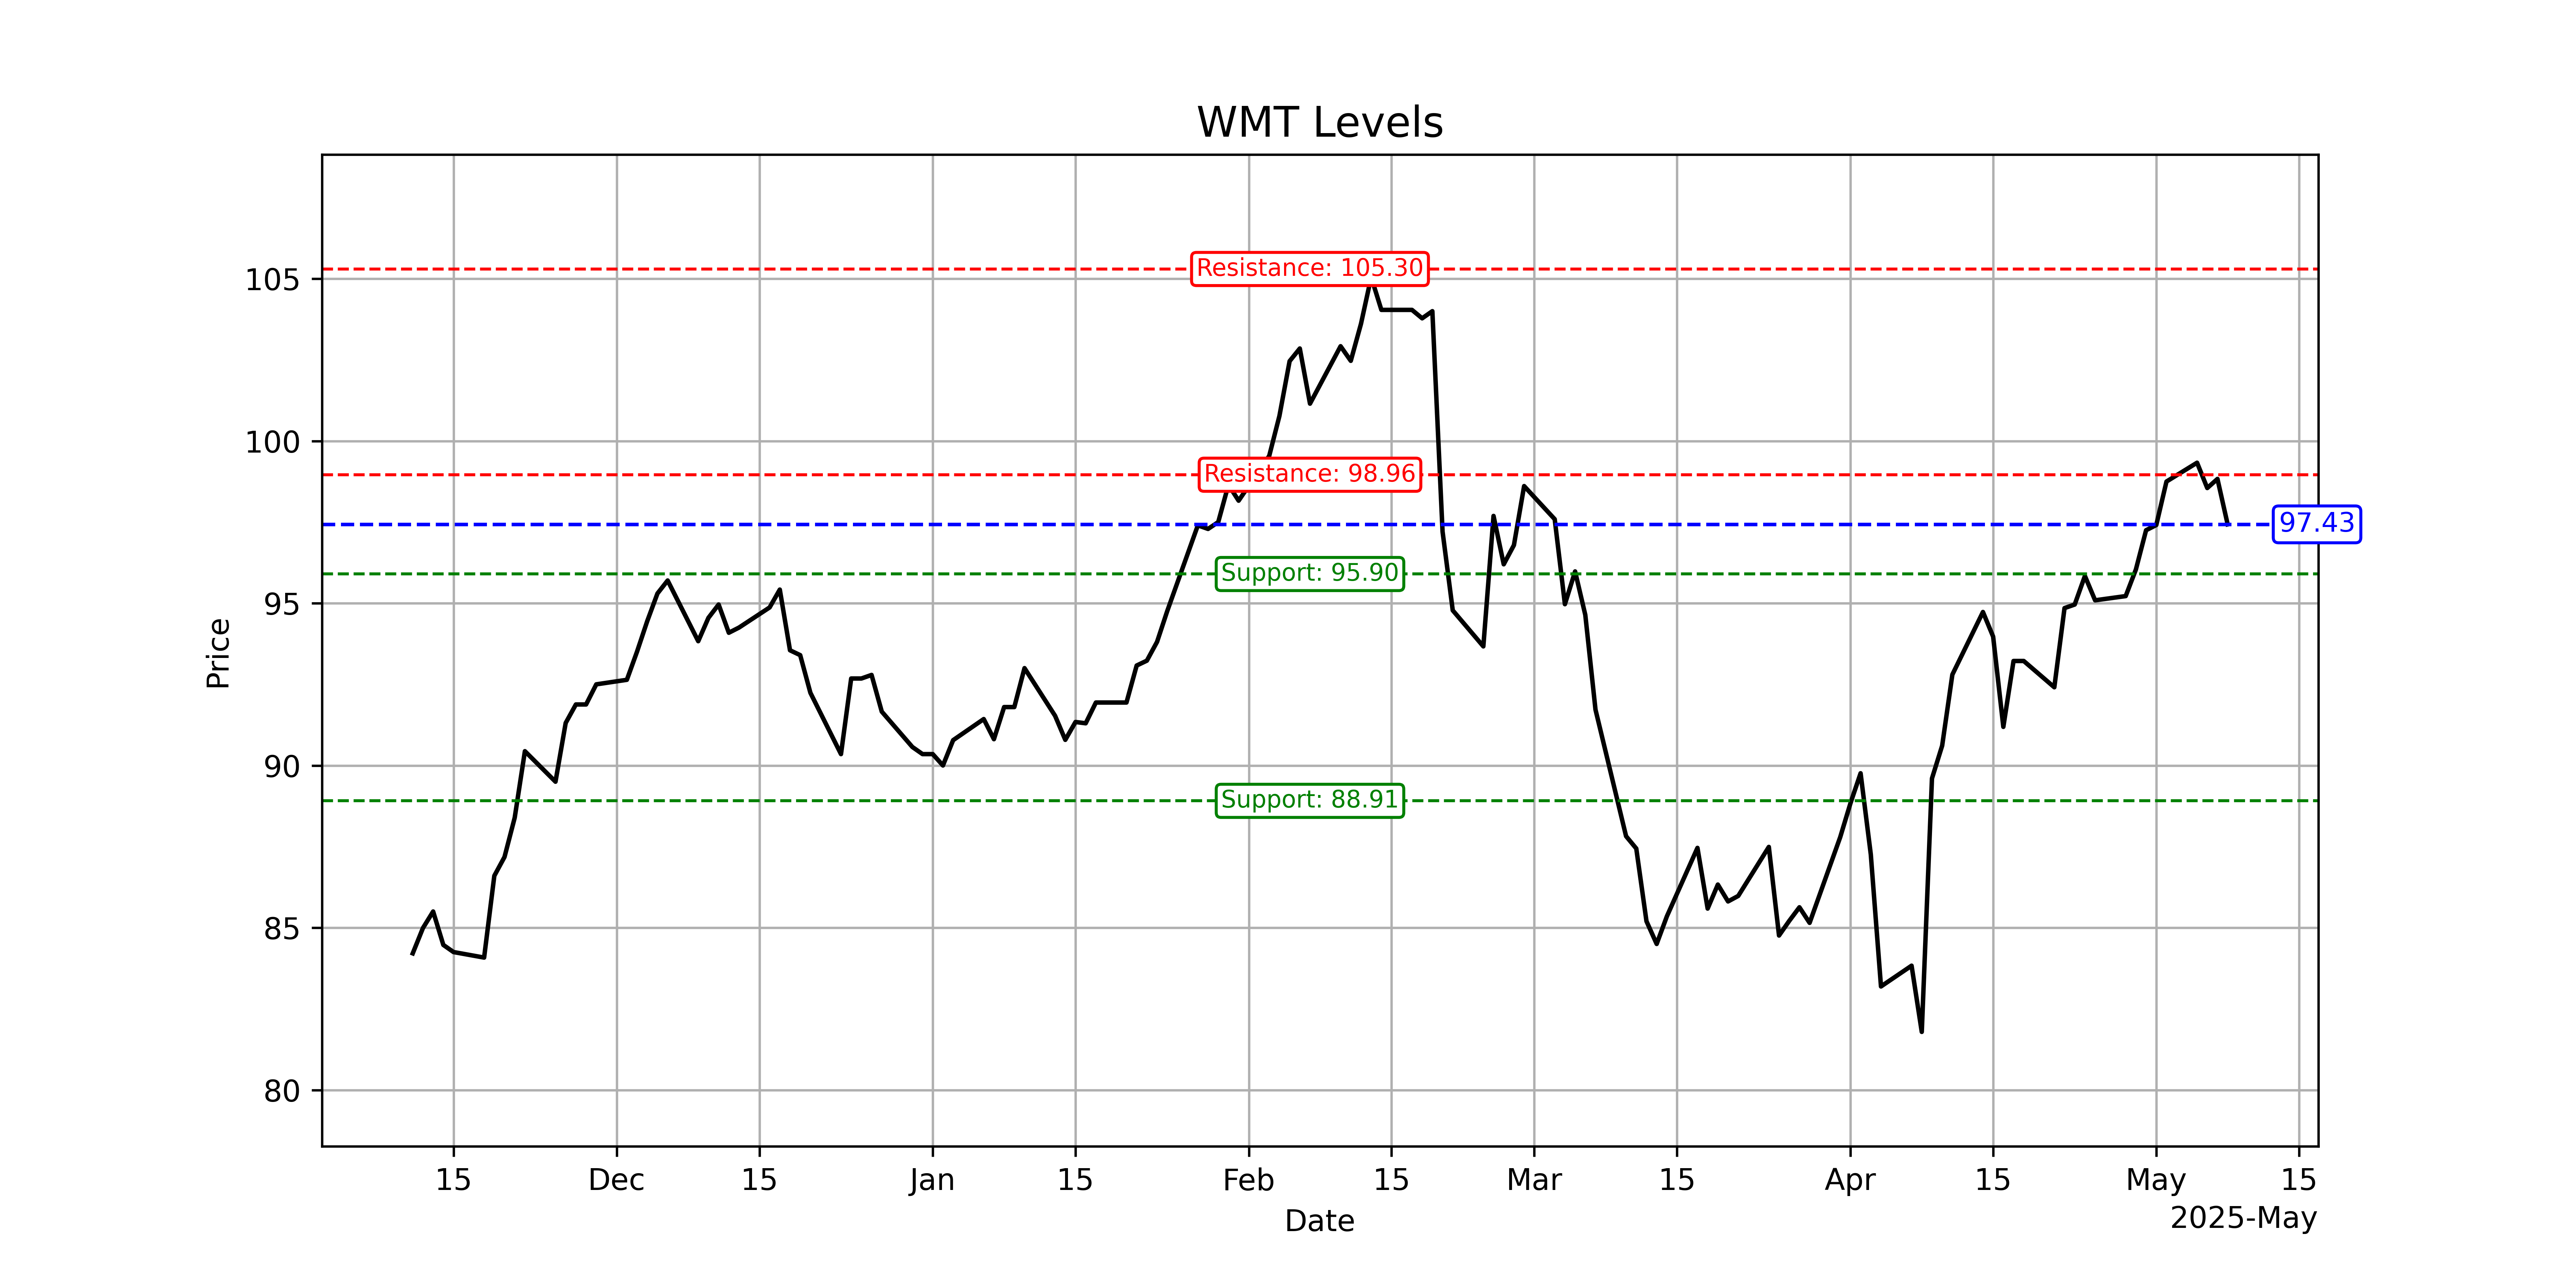 WMT Levels
105
100
95
90
85
80
Price
Resistance: 105.30
Resistance: 98.96
97.43
Support: 95.90
Support: 88.91
15 Dec 15 Jan 15 Feb 15 Mar 15 Apr 15 May 15
Date
2025-May